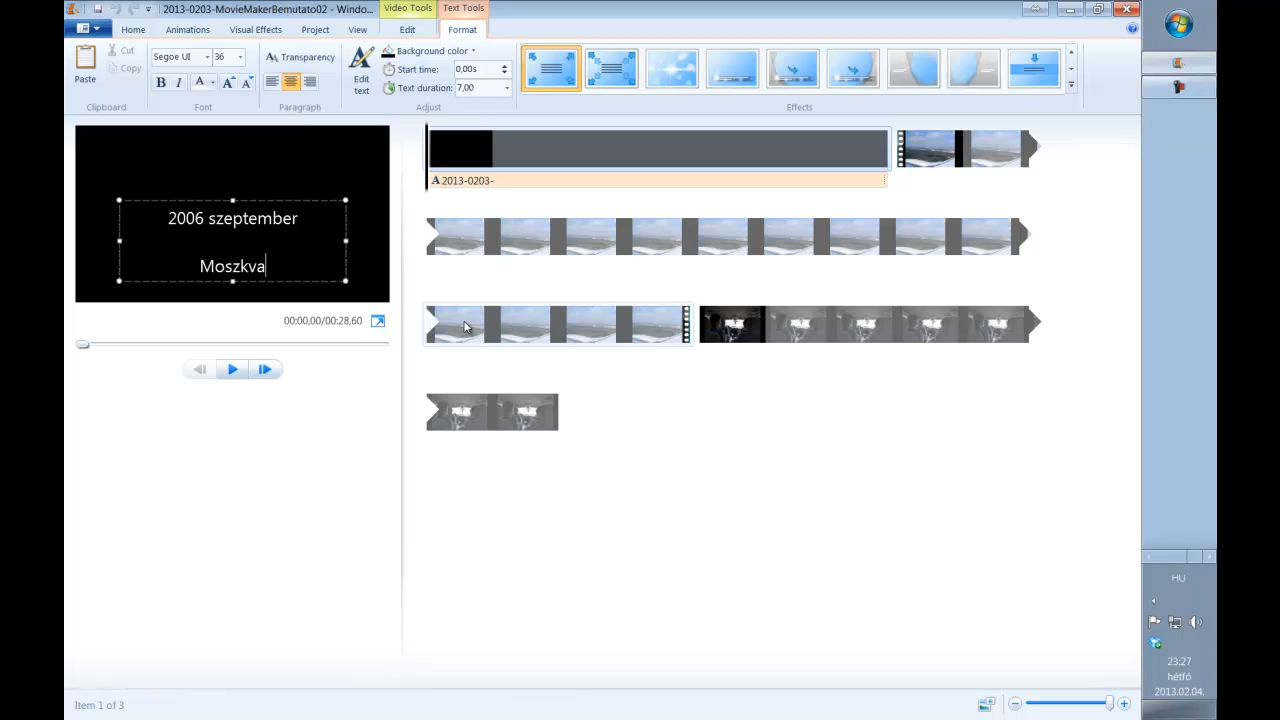 2013-0203-MovieMakerBemutato02 - Windo...
Video Tools
Text Tools
Home
Animations
Visual Effects
Project
View
Edit
Format
Paste
Cut
Copy
Clipboard
Segoe UI
36
B I A A A
Font
Transparency
Paragraph
Edit text
Background color
Start time: 0,00s
Text duration: 7,00
Adjust
Effects
2006 szeptember
Moszkva
00:00,00/00:28,60
A 2013-0203-
Item 1 of 3
HU
23:27
hétfő
2013.02.04.